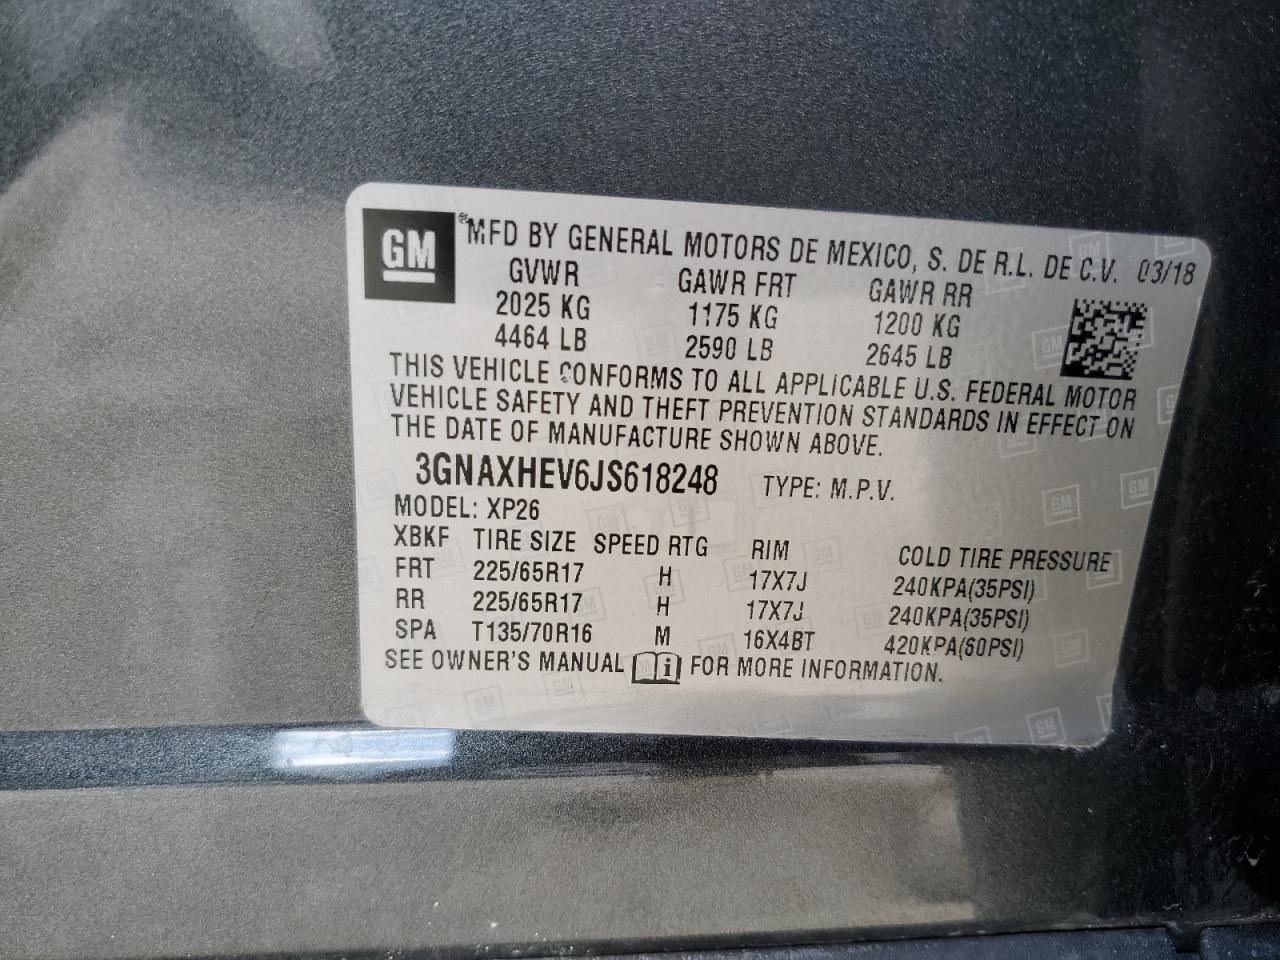 GM ® MFD BY GENERAL MOTORS DE MEXICO, S. DE R.L. DE C.V. 03/18
GVWR GAWR FRT GAWR RR
2025 KG 1175 KG 1200 KG
4464 LB 2590 LB 2645 LB
THIS VEHICLE CONFORMS TO ALL APPLICABLE U.S. FEDERAL MOTOR
VEHICLE SAFETY AND THEFT PREVENTION STANDARDS IN EFFECT ON
THE DATE OF MANUFACTURE SHOWN ABOVE.
3GNAXHEV6JS618248 TYPE: M.P.V.
MODEL: XP26
XBKF TIRE SIZE SPEED RTG RIM COLD TIRE PRESSURE
FRT 225/65R17 H 17X7J 240KPA(35PSI)
RR 225/65R17 H 17X7J 240KPA(35PSI)
SPA T135/70R16 M 16X4BT 420KPA(60PSI)
SEE OWNER'S MANUAL i FOR MORE INFORMATION.